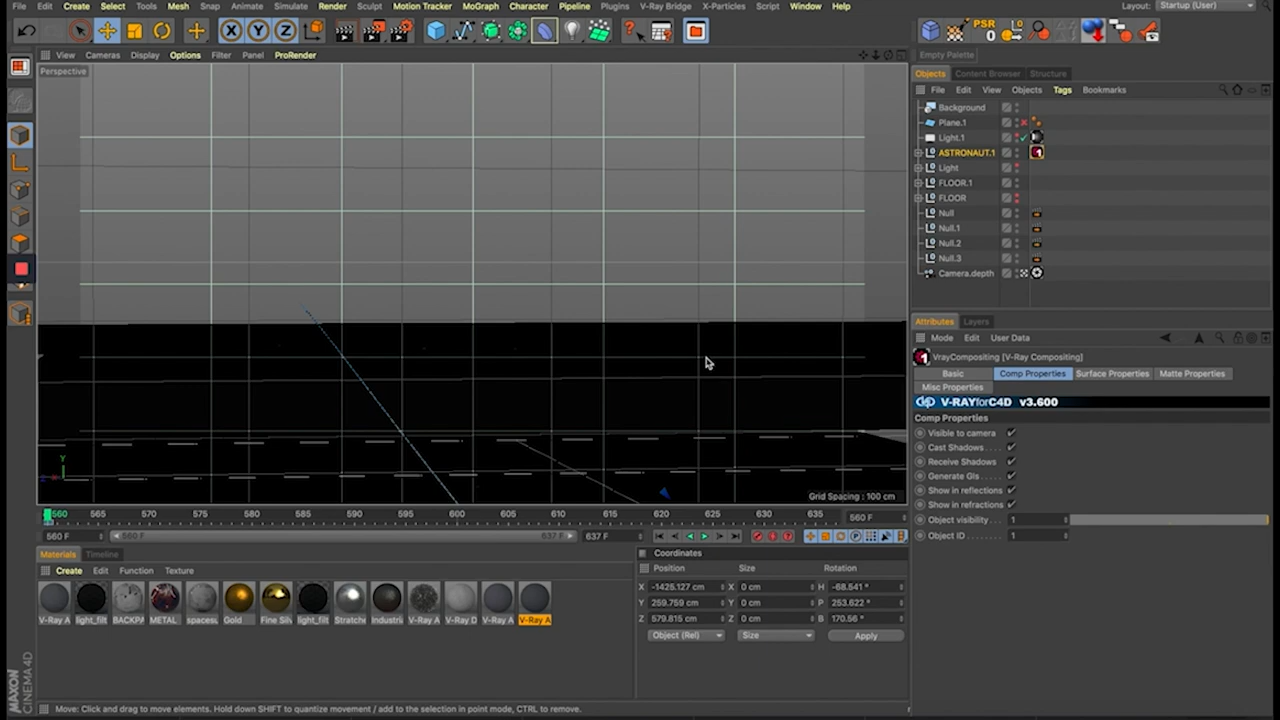 File Edit Create Select Tools Mesh Snap Animate Simulate Render Sculpt Motion Tracker MoGraph Character Pipeline Plugins V-Ray Bridge X-Particles Script Window Help
Layout: Startup (User)
X Y Z
PSR
0
View Cameras Display Options Filter Panel ProRender
Empty Palette
Perspective
Objects Content Browser Structure
File Edit View Objects Tags Bookmarks
Background
Plane.1
Light.1
ASTRONAUT.1
Light
FLOOR.1
FLOOR
Null
Null.1
Null.2
Null.3
Camera.depth
Attributes Layers
Mode Edit User Data
VrayCompositing [V-Ray Compositing]
Basic Comp Properties Surface Properties Matte Properties
Misc Properties
V-RAYforC4D v3.600
Comp Properties
Visible to camera
Cast Shadows
Receive Shadows
Generate GIs
Show in reflections
Show in refractions
Object visibility 1
Object ID 1
Y
Grid Spacing : 100 cm
560 565 570 575 580 585 590 595 600 605 610 615 620 625 630 635 560 F
560 F 560 F 637 F 637 F
Materials Timeline
Create Edit Function Texture
V-Ray A light_filt BACKPA METAL spacesu Gold Fine Silv light_filt Stratche Industria V-Ray A V-Ray D V-Ray A V-Ray A
Coordinates
Position Size Rotation
X -1425.127 cm X 0 cm H -68.541 °
Y 259.759 cm Y 0 cm P 253.622 °
Z 579.815 cm Z 0 cm B 170.56 °
Object (Rel) Size Apply
MAXON
CINEMA 4D
Move: Click and drag to move elements. Hold down SHIFT to quantize movement / add to the selection in point mode, CTRL to remove.